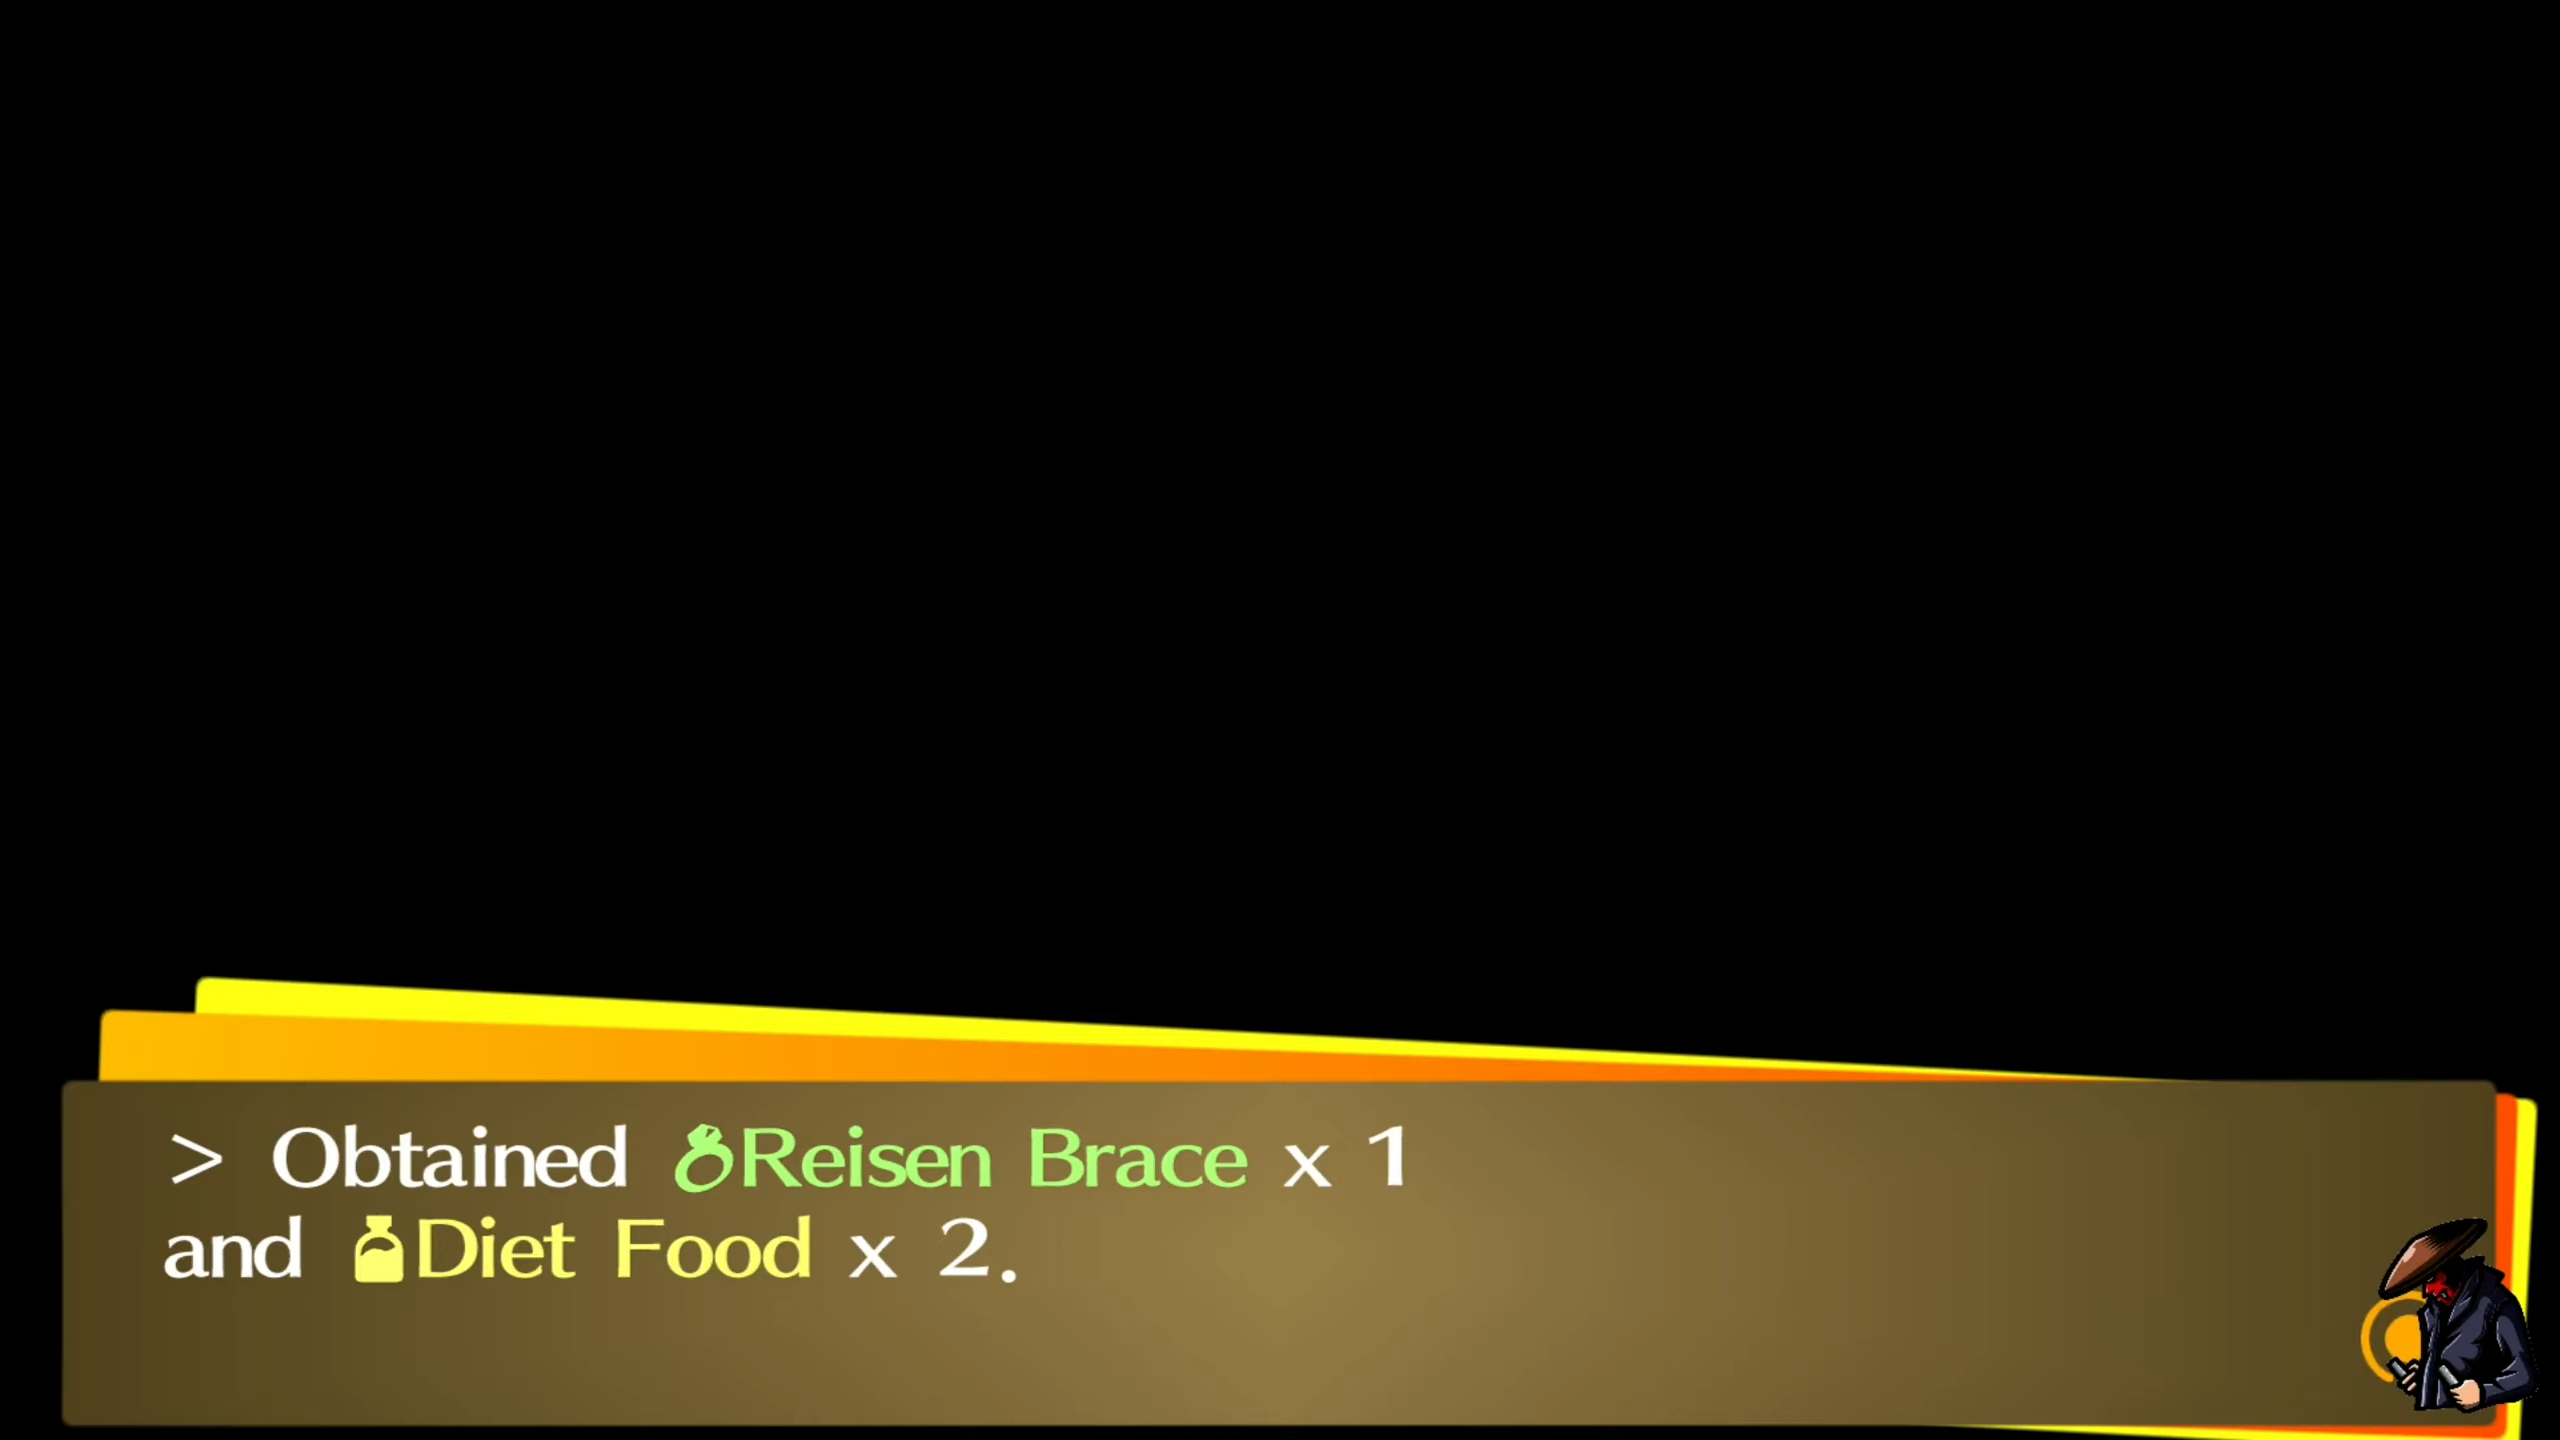 > Obtained Reisen Brace x 1
and Diet Food x 2.